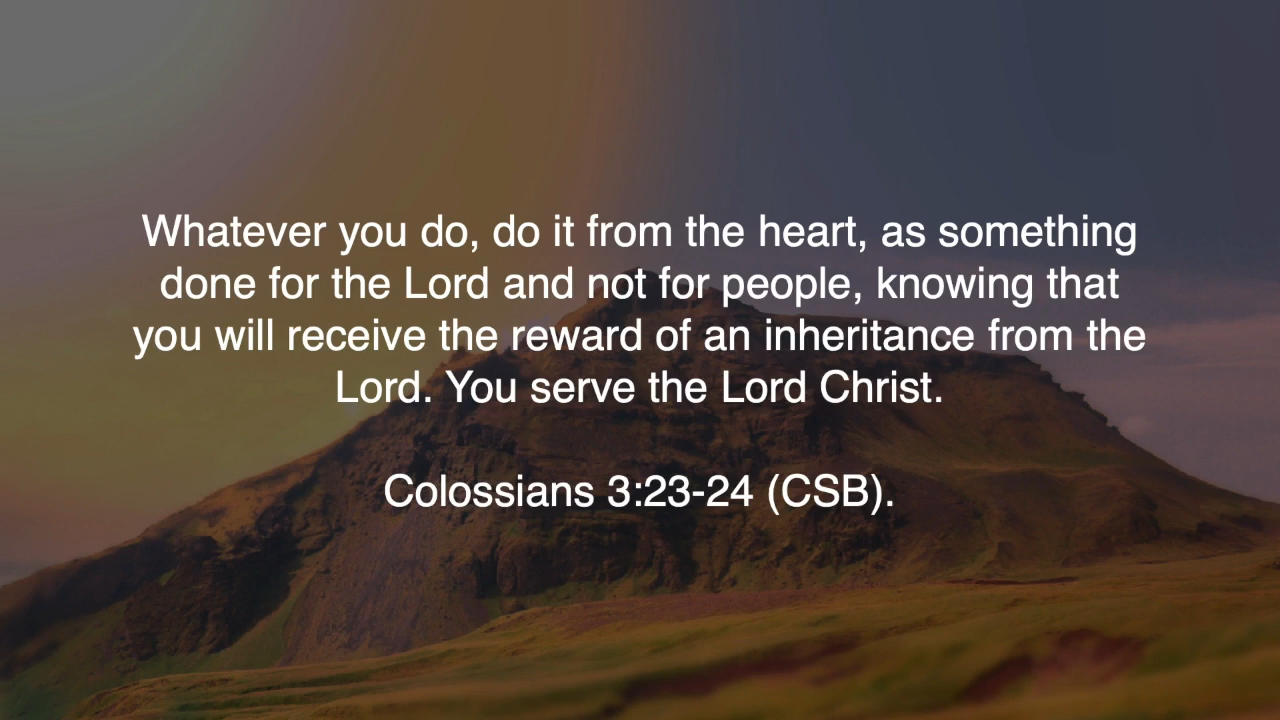 Whatever you do, do it from the heart, as something
done for the Lord and not for people, knowing that
you will receive the reward of an inheritance from the
Lord. You serve the Lord Christ.
Colossians 3:23-24 (CSB).